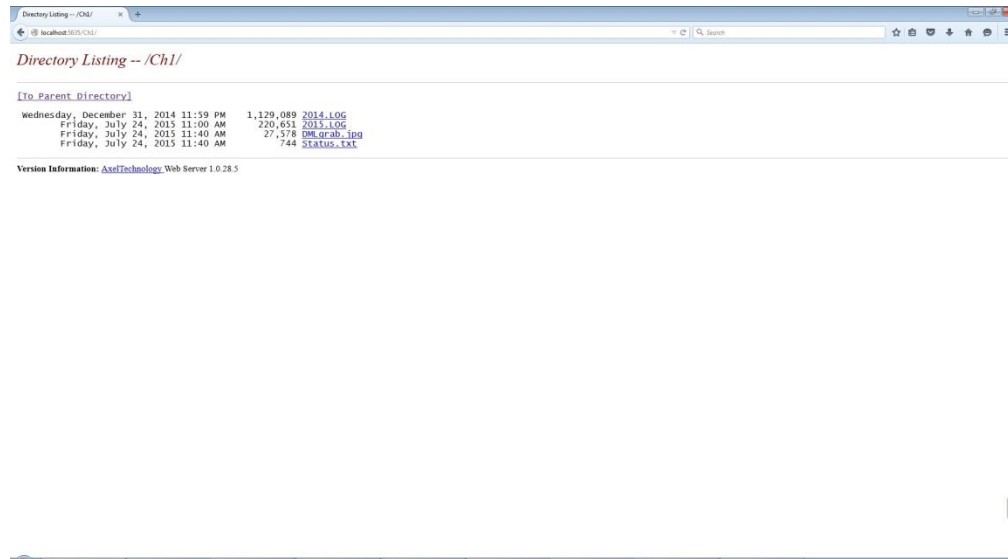 Directory Listing -- /Ch1/
localhost:5635/Ch1/
Search
Directory Listing -- /Ch1/
[To Parent Directory]
Wednesday, December 31, 2014 11:59 PM 1,129,089 2014.LOG
Friday, July 24, 2015 11:00 AM 220,651 2015.LOG
Friday, July 24, 2015 11:40 AM 27,578 DMLgrab.jpg
Friday, July 24, 2015 11:40 AM 744 Status.txt
Version Information: AxelTechnology Web Server 1.0.28.5